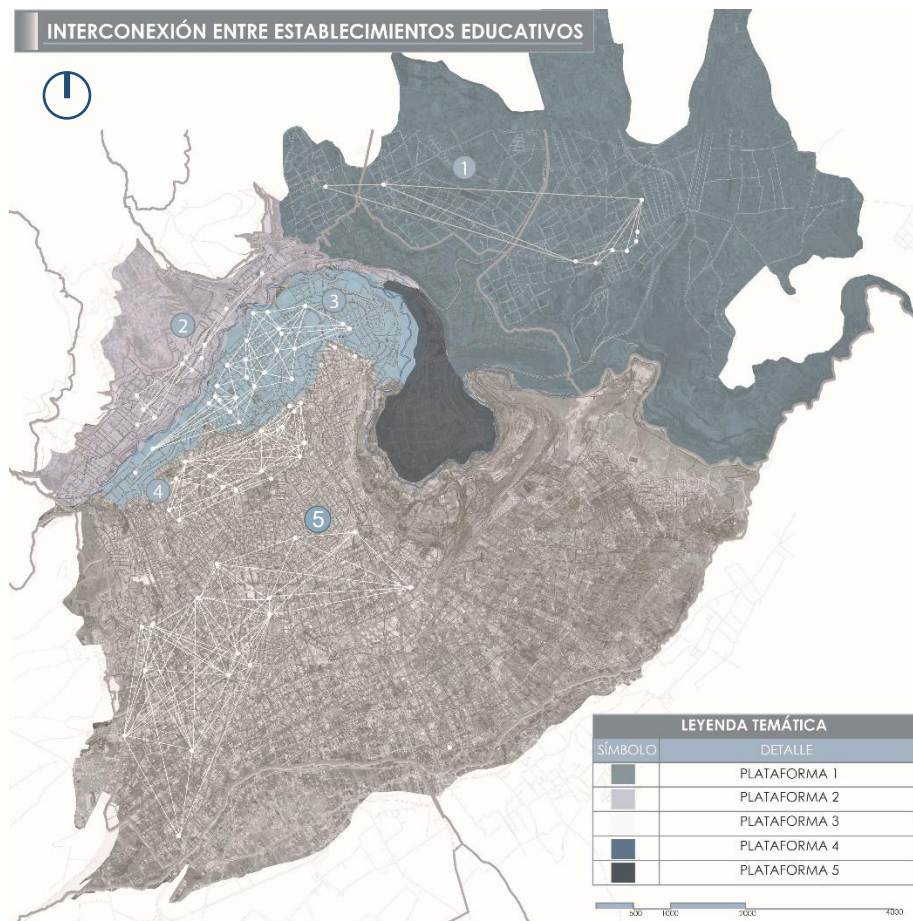 INTERCONEXIÓN ENTRE ESTABLECIMIENTOS EDUCATIVOS
1
2
3
4
5
LEYENDA TEMÁTICA
SÍMBOLO DETALLE
PLATAFORMA 1
PLATAFORMA 2
PLATAFORMA 3
PLATAFORMA 4
PLATAFORMA 5
500 1000 2000 4000